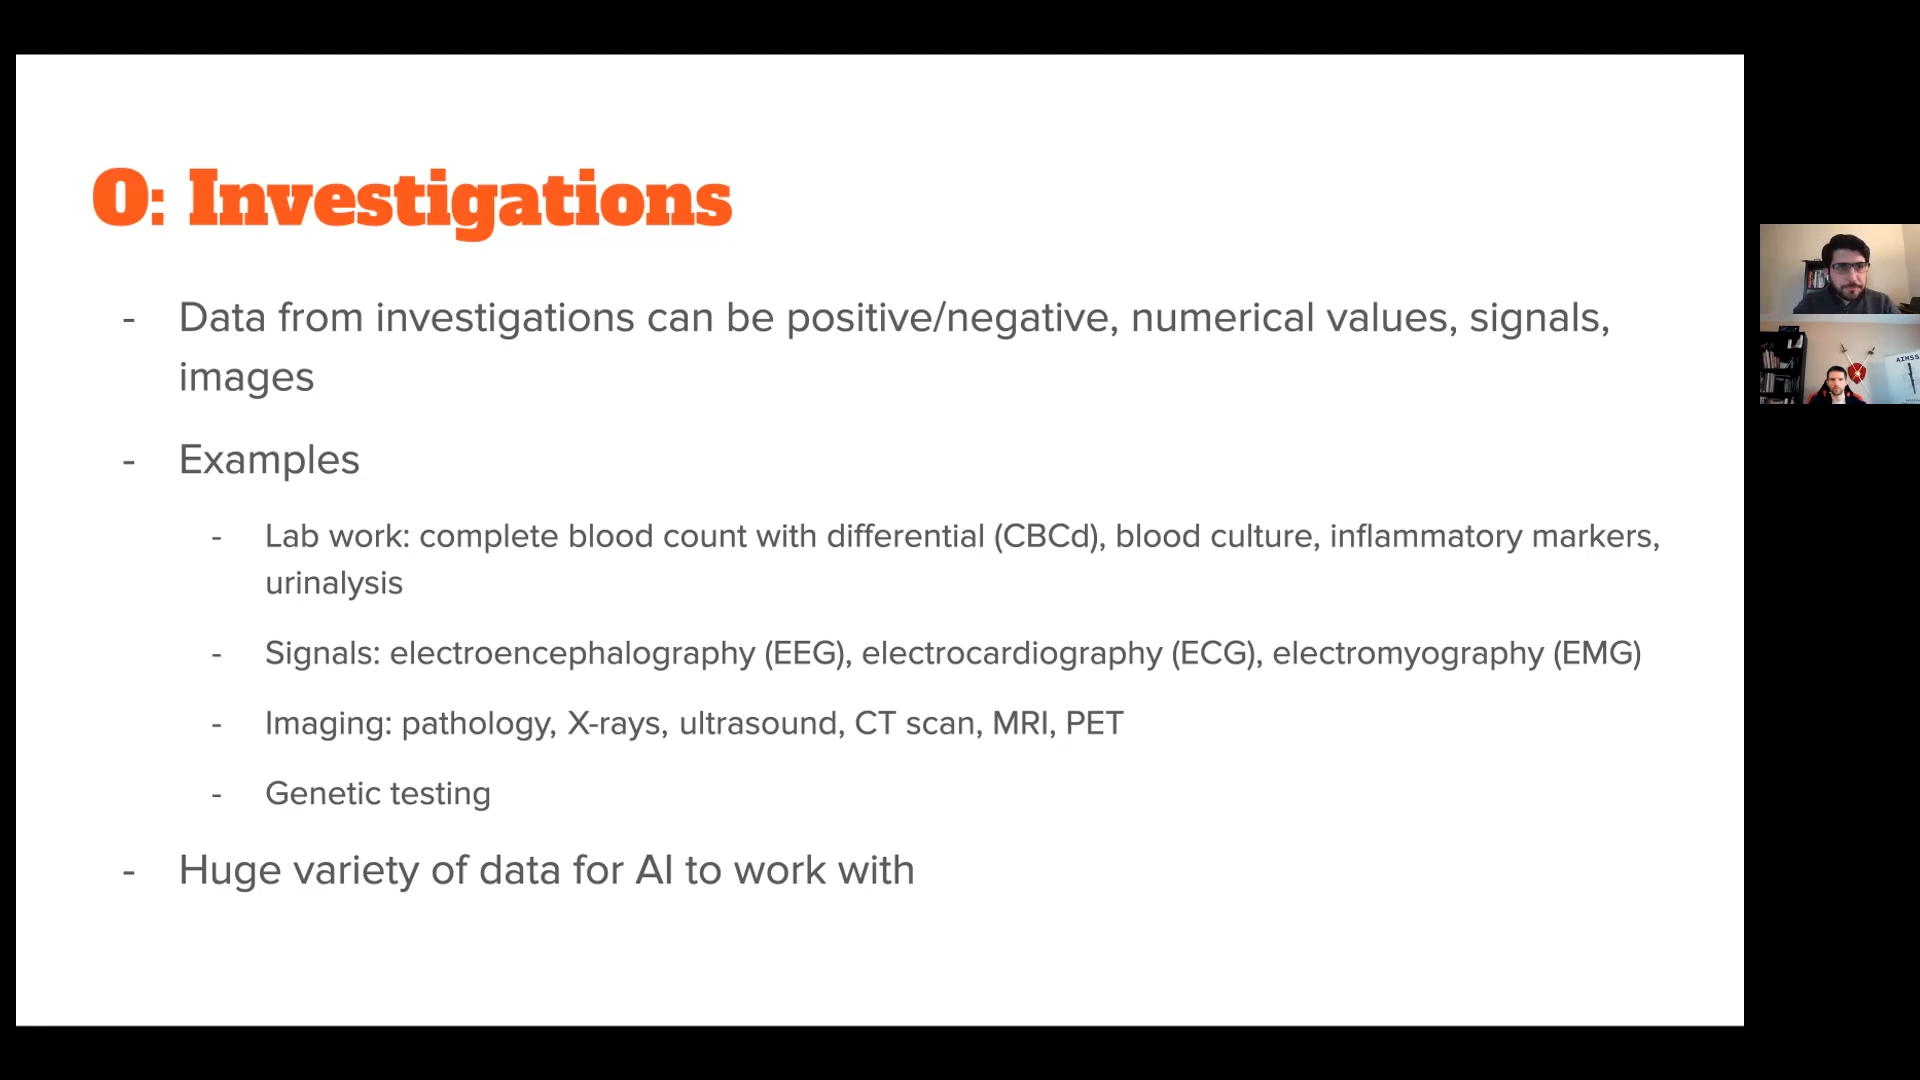 O: Investigations
- Data from investigations can be positive/negative, numerical values, signals,
images
- Examples
- Lab work: complete blood count with differential (CBCd), blood culture, inflammatory markers,
urinalysis
- Signals: electroencephalography (EEG), electrocardiography (ECG), electromyography (EMG)
- Imaging: pathology, X-rays, ultrasound, CT scan, MRI, PET
- Genetic testing
- Huge variety of data for AI to work with
AIMSS